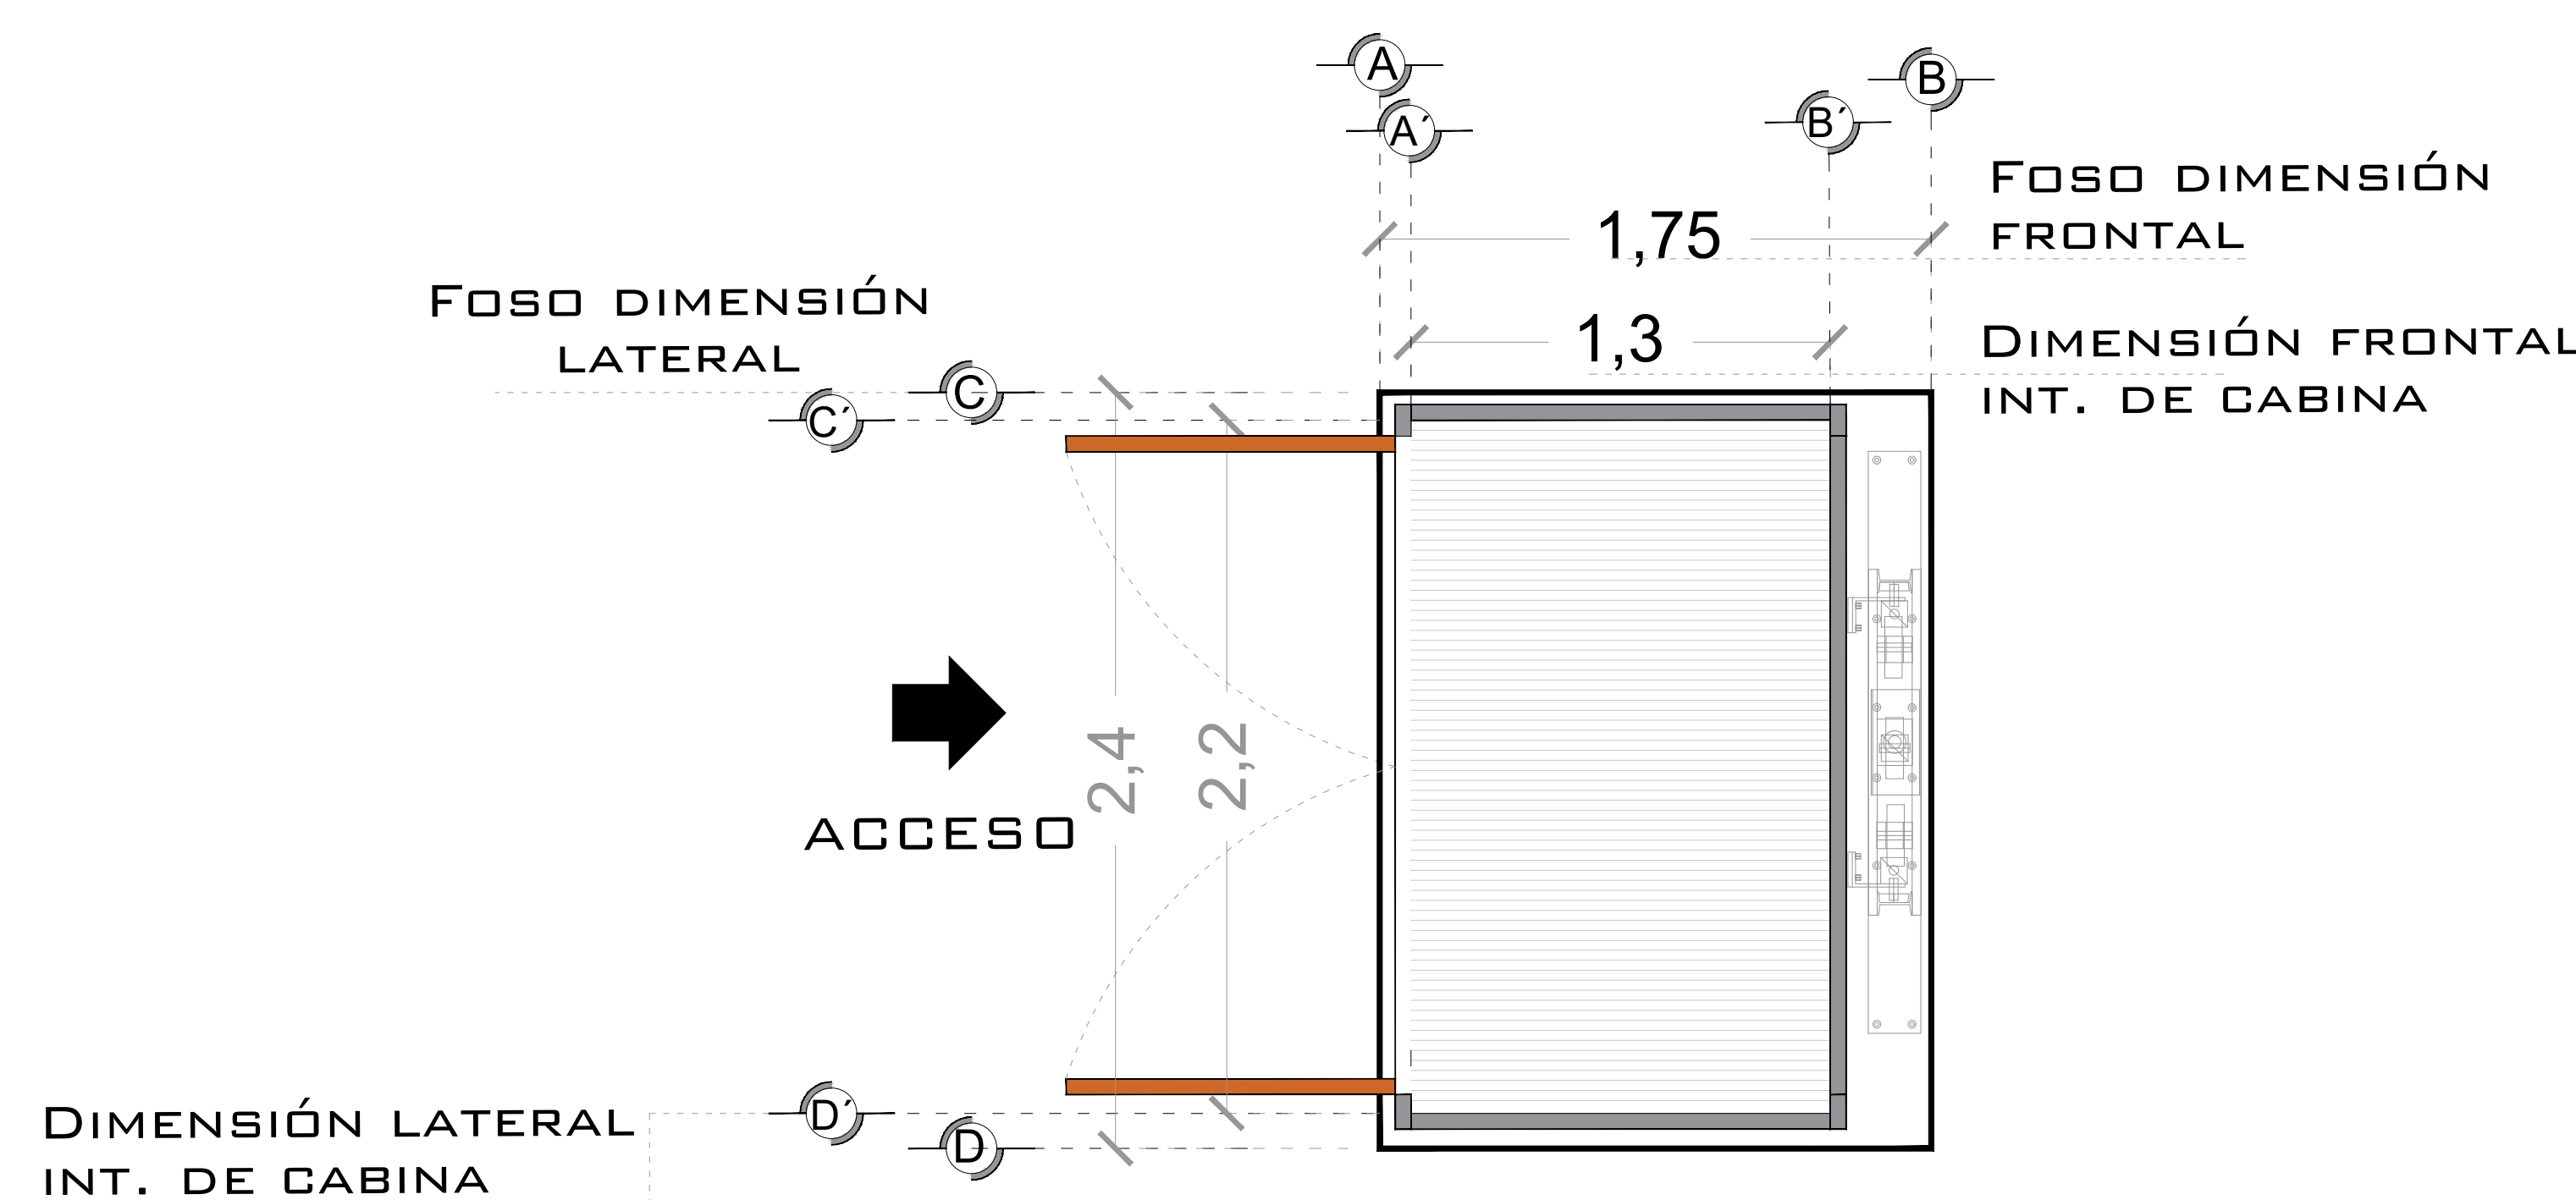 A
B
A´
B´
FOSO DIMENSIÓN
FRONTAL
1,75
FOSO DIMENSIÓN
LATERAL
1,3
DIMENSIÓN FRONTAL
INT. DE CABINA
C
C´
2,4
2,2
ACCESO
D´
D
DIMENSIÓN LATERAL
INT. DE CABINA